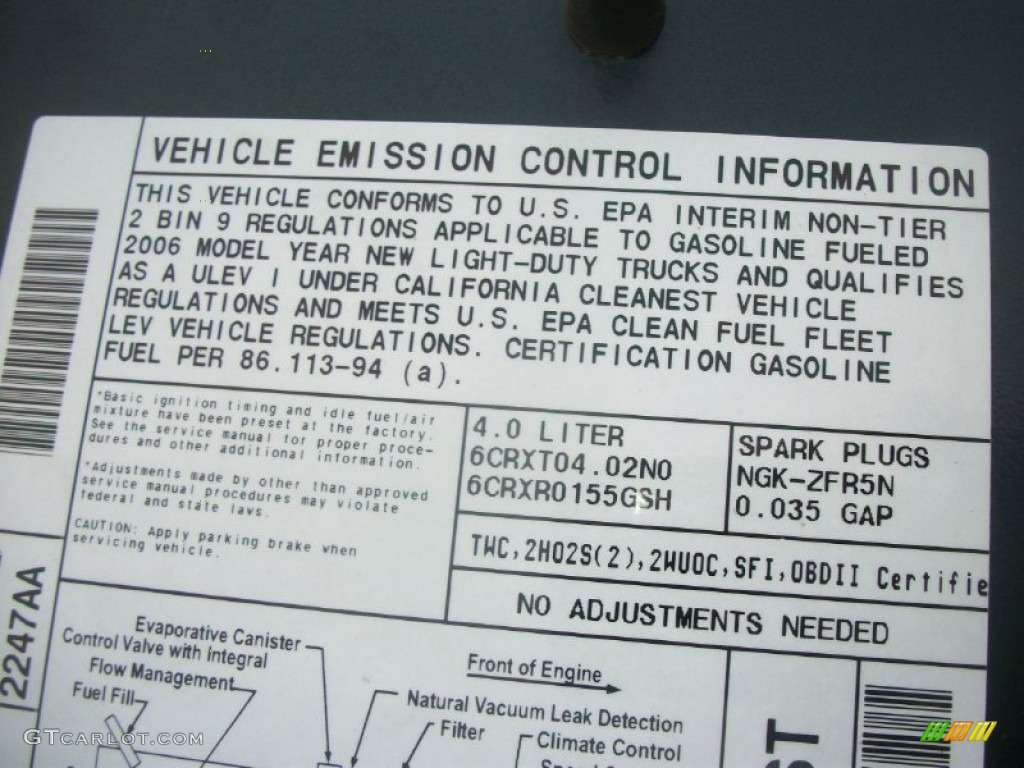 VEHICLE EMISSION CONTROL INFORMATION
THIS VEHICLE CONFORMS TO U.S. EPA INTERIM NON-TIER
2 BIN 9 REGULATIONS APPLICABLE TO GASOLINE FUELED
2006 MODEL YEAR NEW LIGHT-DUTY TRUCKS AND QUALIFIES
AS A ULEV I UNDER CALIFORNIA CLEANEST VEHICLE
REGULATIONS AND MEETS U.S. EPA CLEAN FUEL FLEET
LEV VEHICLE REGULATIONS. CERTIFICATION GASOLINE
FUEL PER 86.113-94 (a).
*Basic ignition timing and idle fuel/air
mixture have been preset at the factory.
See the service manual for proper proce-
dures and other additional information.
*Adjustments made by other than approved
service manual procedures may violate
federal and state laws.
CAUTION: Apply parking brake when
servicing vehicle.
4.0 LITER
6CRXT04.02N0
6CRXR0155GSH
SPARK PLUGS
NGK-ZFR5N
0.035 GAP
TWC,2HO2S(2),2WUOC,SFI,OBDII Certifie
NO ADJUSTMENTS NEEDED
2247AA
Evaporative Canister
Control Valve with Integral
Flow Management
Fuel Fill
Front of Engine
Natural Vacuum Leak Detection
Filter
Climate Control
GTCARLOT.COM